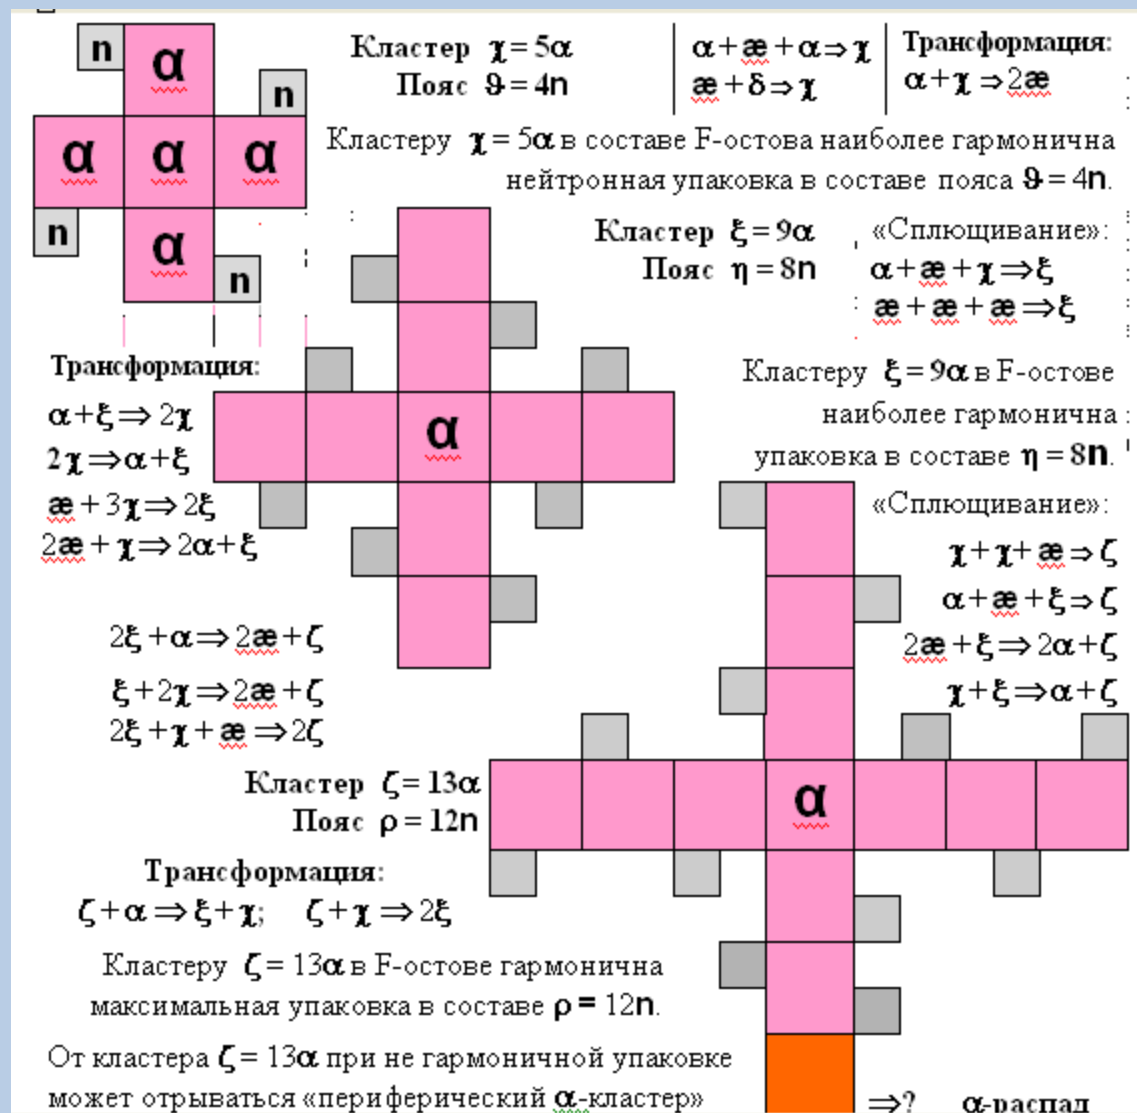 n
α
n
α α α
n
α
n
Кластер χ = 5α
Пояс ϑ = 4n
α + æ + α ⇒ χ
æ + δ ⇒ χ
Трансформация:
α + χ ⇒ 2æ
Кластеру χ = 5α в составе F-остова наиболее гармонична
нейтронная упаковка в составе пояса ϑ = 4n.
Кластер ξ = 9α
Пояс η = 8n
«Сплющивание»:
α + æ + χ ⇒ ξ
æ + æ + æ ⇒ ξ
Трансформация:
α + ξ ⇒ 2χ
2χ ⇒ α + ξ
æ + 3χ ⇒ 2ξ
2æ + χ ⇒ 2α + ξ
α
Кластеру ξ = 9α в F-остове
наиболее гармонична
упаковка в составе η = 8n.
«Сплющивание»:
χ + χ + æ ⇒ ζ
α + æ + ξ ⇒ ζ
2æ + ξ ⇒ 2α + ζ
χ + ξ ⇒ α + ζ
2ξ + α ⇒ 2æ + ζ
ξ + 2χ ⇒ 2æ + ζ
2ξ + χ + æ ⇒ 2ζ
Кластер ζ = 13α
Пояс ρ = 12n
α
Трансформация:
ζ + α ⇒ ξ + χ; ζ + χ ⇒ 2ξ
Кластеру ζ = 13α в F-остове гармонична
максимальная упаковка в составе ρ = 12n.
От кластера ζ = 13α при не гармоничной упаковке
может отрываться «периферический α-кластер»
⇒? α-распад